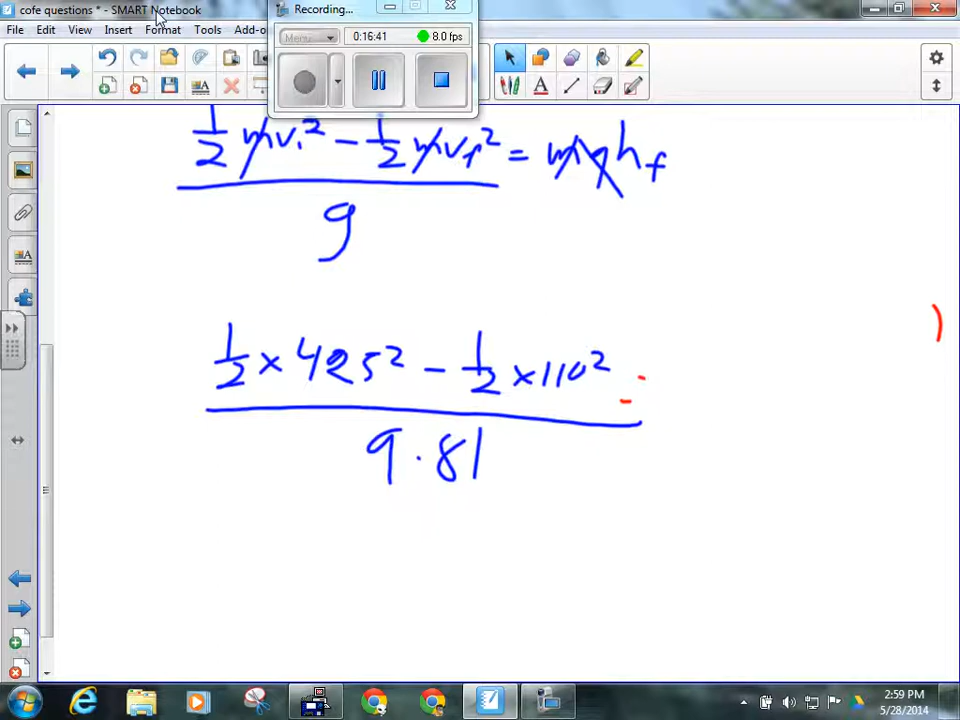 cofe questions * - SMART Notebook
Recording...
File Edit View Insert Format Tools Add-o
Menu 0:16:41 8.0 fps
1/2 mvᵢ² - 1/2 mv_f² = mgh_f
g
1/2 × 425² - 1/2 × 110²
9.81
)
2:59 PM
5/28/2014